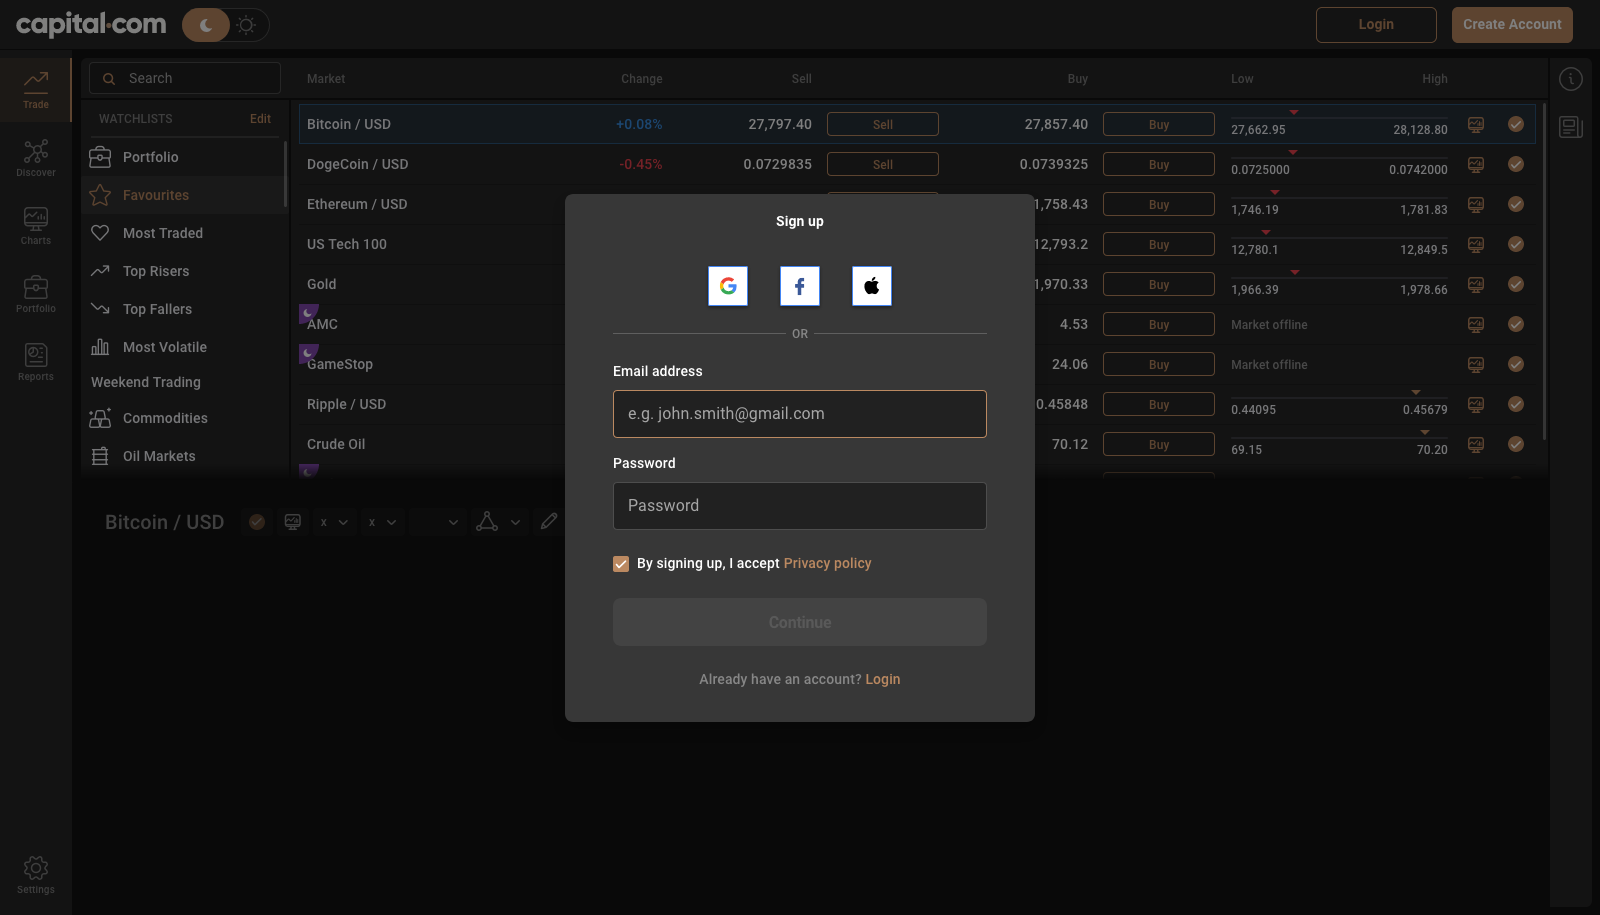 capital.com
Login
Create Account
Trade
Discover
Charts
Portfolio
Reports
Settings
Search
WATCHLISTS Edit
Portfolio
Favourites
Most Traded
Top Risers
Top Fallers
Most Volatile
Weekend Trading
Commodities
Oil Markets
Market Change Sell Buy Low High
Bitcoin / USD +0.08% 27,797.40 Sell 27,857.40 Buy 27,662.95 28,128.80
DogeCoin / USD -0.45% 0.0729835 Sell 0.0739325 Buy 0.0725000 0.0742000
Ethereum / USD 1,758.43 Buy 1,746.19 1,781.83
US Tech 100 12,793.2 Buy 12,780.1 12,849.5
Gold 1,970.33 Buy 1,966.39 1,978.66
AMC 4.53 Buy Market offline
GameStop 24.06 Buy Market offline
Ripple / USD 0.45848 Buy 0.44095 0.45679
Crude Oil 70.12 Buy 69.15 70.20
Bitcoin / USD x x
Sign up
OR
Email address
e.g. john.smith@gmail.com
Password
Password
By signing up, I accept Privacy policy
Continue
Already have an account? Login